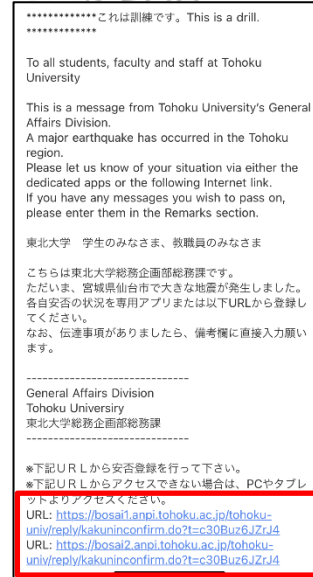 *************これは訓練です。This is a drill.
*************
To all students, faculty and staff at Tohoku
University
This is a message from Tohoku University's General
Affairs Division.
A major earthquake has occurred in the Tohoku
region.
Please let us know of your situation via either the
dedicated apps or the following Internet link.
If you have any messages you wish to pass on,
please enter them in the Remarks section.
東北大学　学生のみなさま、教職員のみなさま
こちらは東北大学総務企画部総務課です。
ただいま、宮城県仙台市で大きな地震が発生しました。
各自安否の状況を専用アプリまたは以下URLから登録し
てください。
なお、伝達事項がありましたら、備考欄に直接入力願い
ます。
------------------------------
General Affairs Division
Tohoku Universiry
東北大学総務企画部総務課
------------------------------
※下記ＵＲＬから安否登録を行って下さい。
※下記ＵＲＬからアクセスできない場合は、PCやタブレ
ットよりアクセスください。
URL: https://bosai1.anpi.tohoku.ac.jp/tohoku-
univ/reply/kakuninconfirm.do?t=c30Buz6JZrJ4
URL: https://bosai2.anpi.tohoku.ac.jp/tohoku-
univ/reply/kakuninconfirm.do?t=c30Buz6JZrJ4